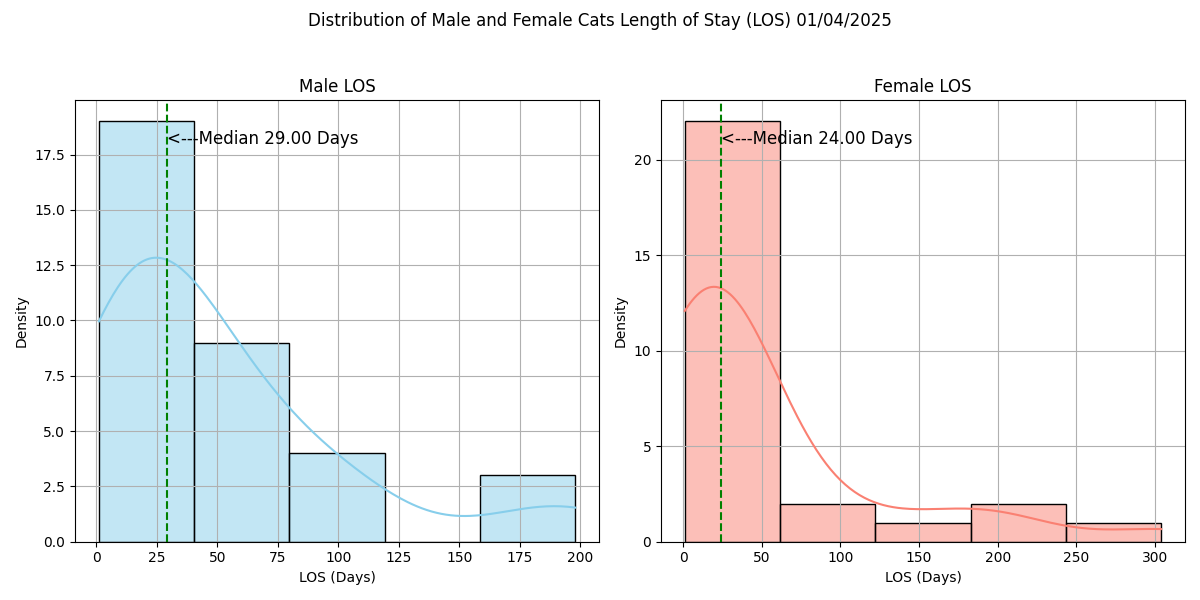 Distribution of Male and Female Cats Length of Stay (LOS) 01/04/2025
Male LOS
17.5
15.0
12.5
10.0
7.5
5.0
2.5
0.0
Density
<---Median 29.00 Days
0 25 50 75 100 125 150 175 200
LOS (Days)
Female LOS
20
15
10
5
0
Density
<---Median 24.00 Days
0 50 100 150 200 250 300
LOS (Days)